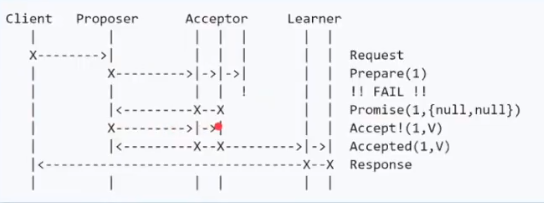 Client Proposer Acceptor Learner
| | | | | | |
X-------->| | | | | | Request
| X--------->|->|->| | | Prepare(1)
| | | | ! | | !! FAIL !!
| |<---------X--X | | Promise(1,{null,null})
| X--------->|->| | | Accept!(1,V)
| |<---------X--X-------->|->| Accepted(1,V)
|<---------------------------------X--X Response
| | | | | |